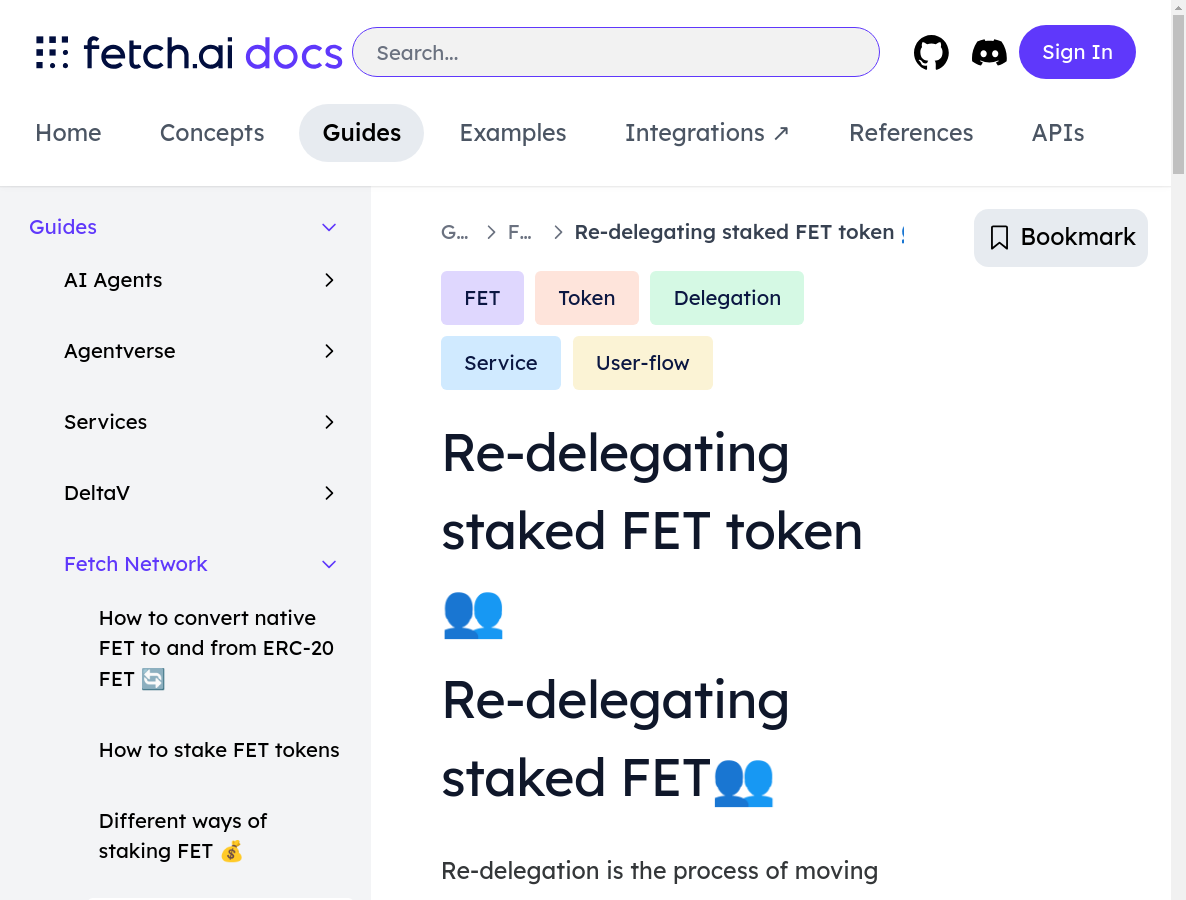 fetch.ai docs
Search...
Sign In
Home
Concepts
Guides
Examples
Integrations ↗
References
APIs
Guides
AI Agents
Agentverse
Services
DeltaV
Fetch Network
How to convert native
FET to and from ERC-20
FET 🔄
How to stake FET tokens
Different ways of
staking FET 💰
G… > F… > Re-delegating staked FET token
Bookmark
FET
Token
Delegation
Service
User-flow
Re-delegating
staked FET token
👥
Re-delegating
staked FET👥
Re-delegation is the process of moving